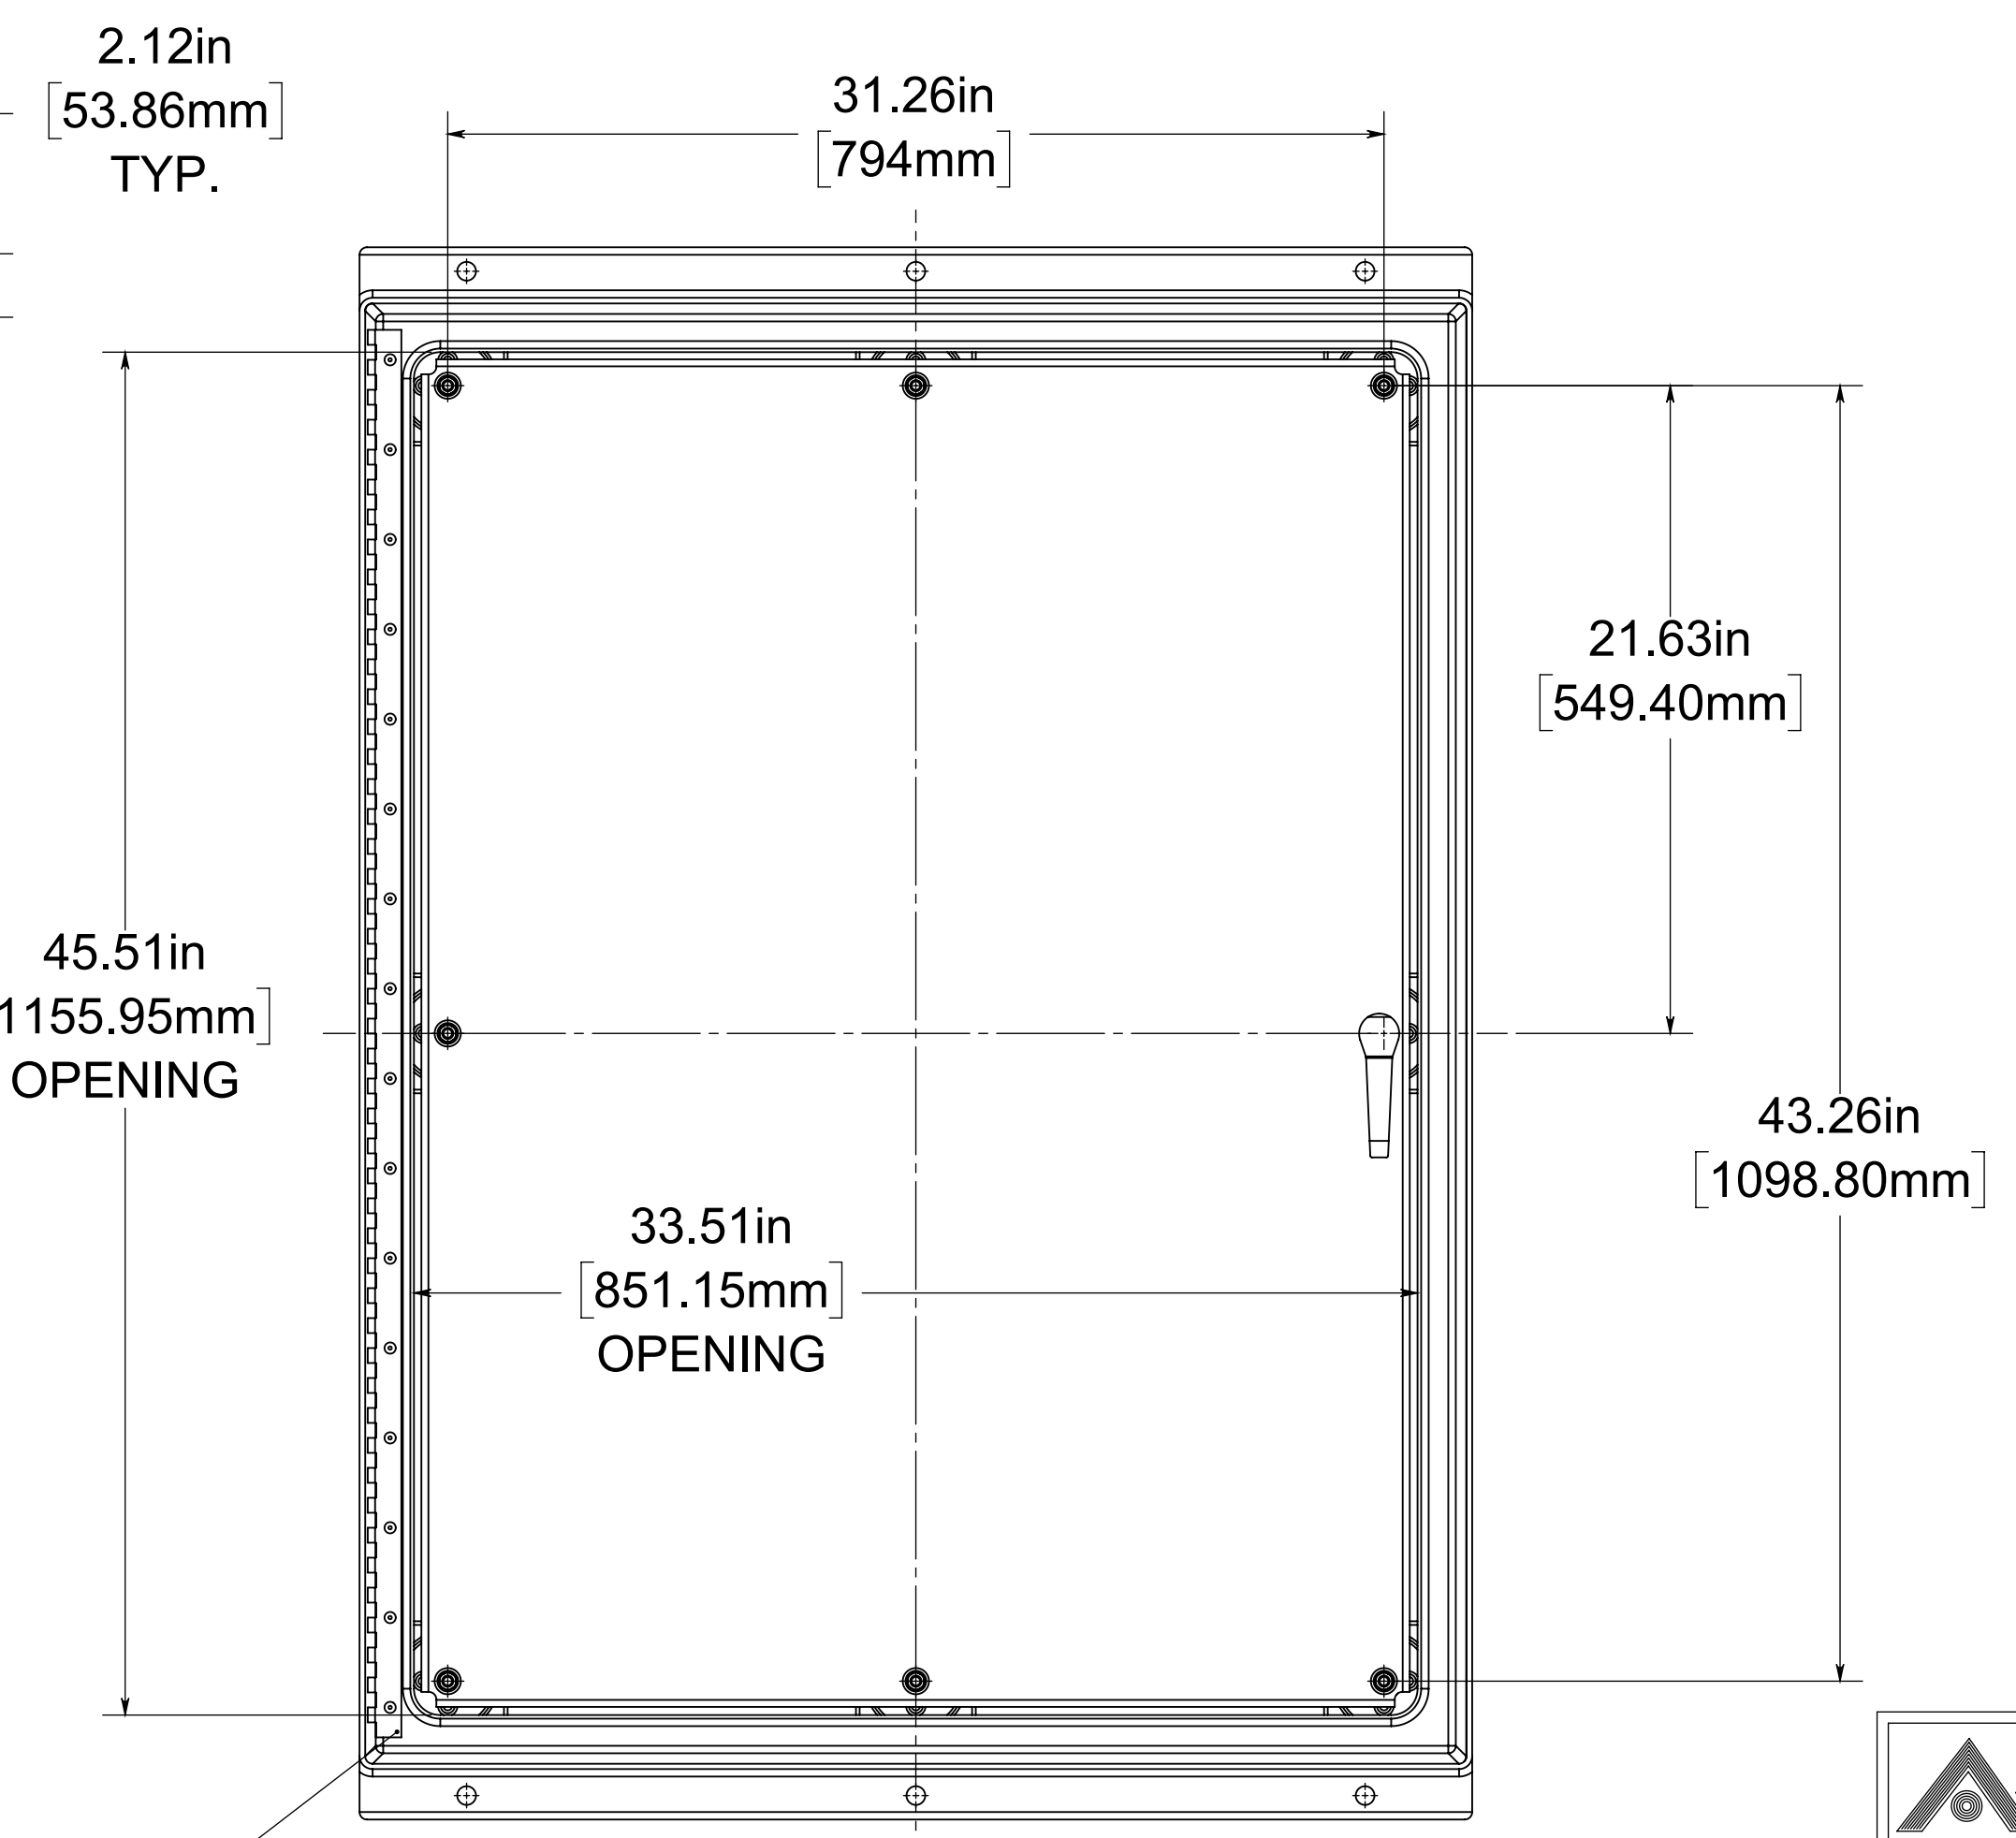 2.12in
[53.86mm]
TYP.
31.26in
[794mm]
21.63in
[549.40mm]
45.51in
1155.95mm]
OPENING
43.26in
[1098.80mm]
33.51in
[851.15mm]
OPENING